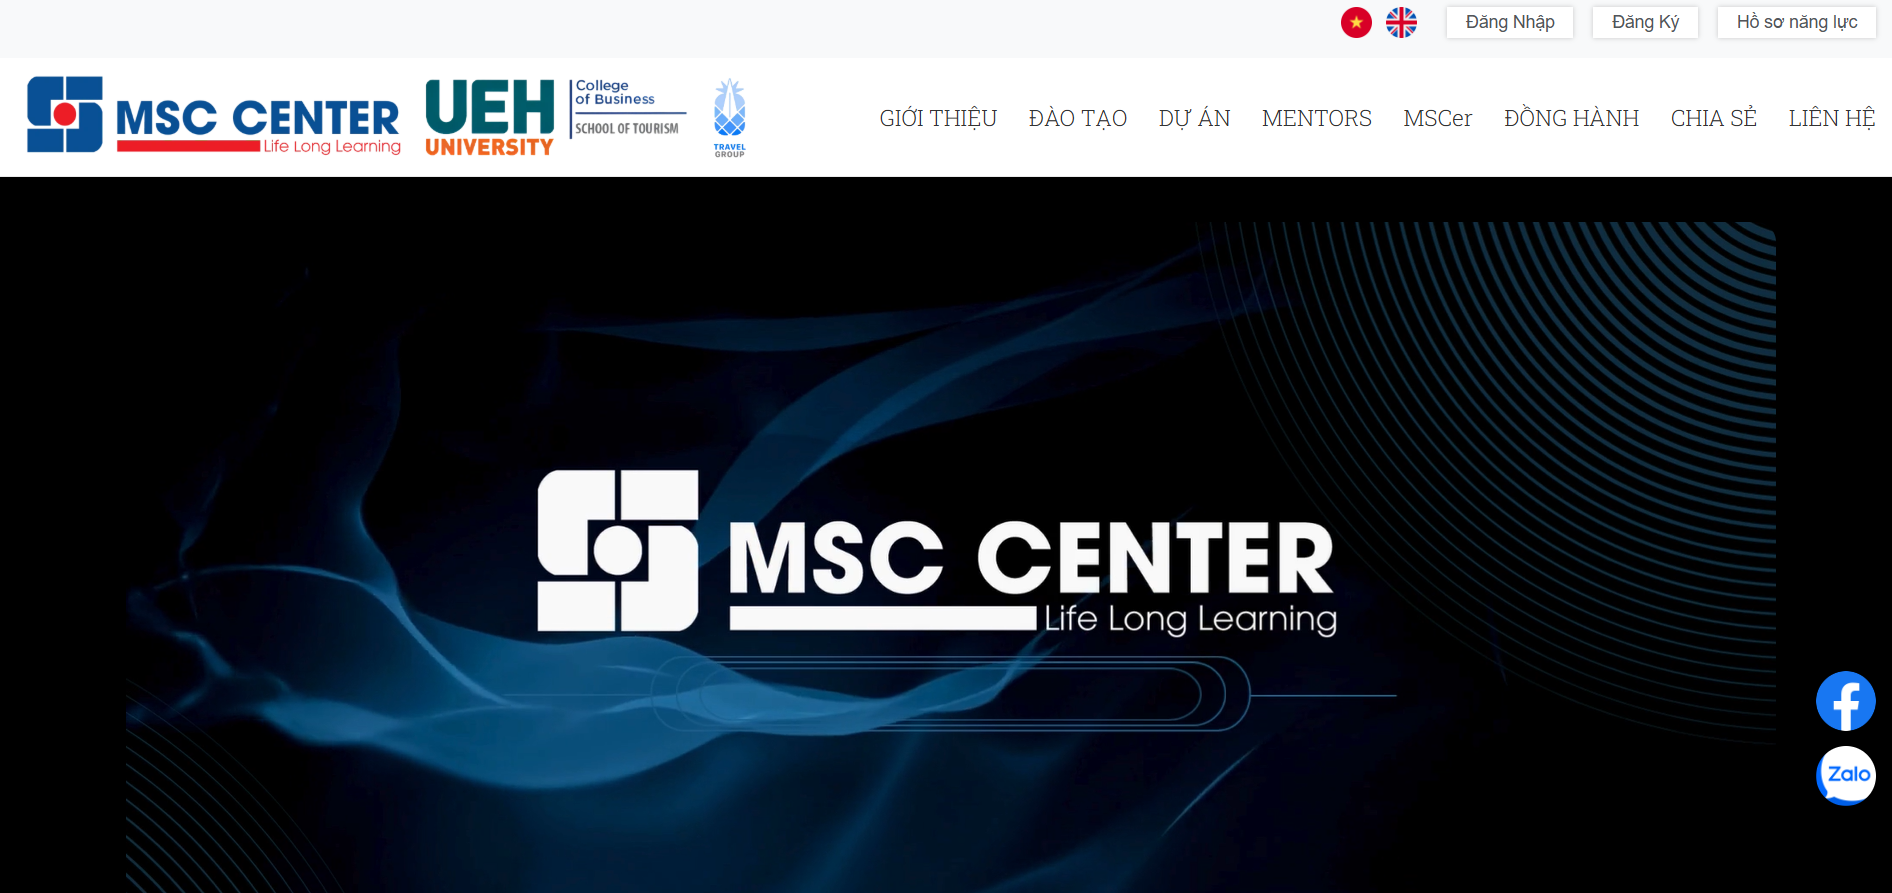 Đăng Nhập
Đăng Ký
Hồ sơ năng lực
MSC CENTER
Life Long Learning
UEH
UNIVERSITY
College
of Business
SCHOOL OF TOURISM
TRAVEL
GROUP
GIỚI THIỆU
ĐÀO TẠO
DỰ ÁN
MENTORS
MSCer
ĐỒNG HÀNH
CHIA SẺ
LIÊN HỆ
MSC CENTER
Life Long Learning
Zalo